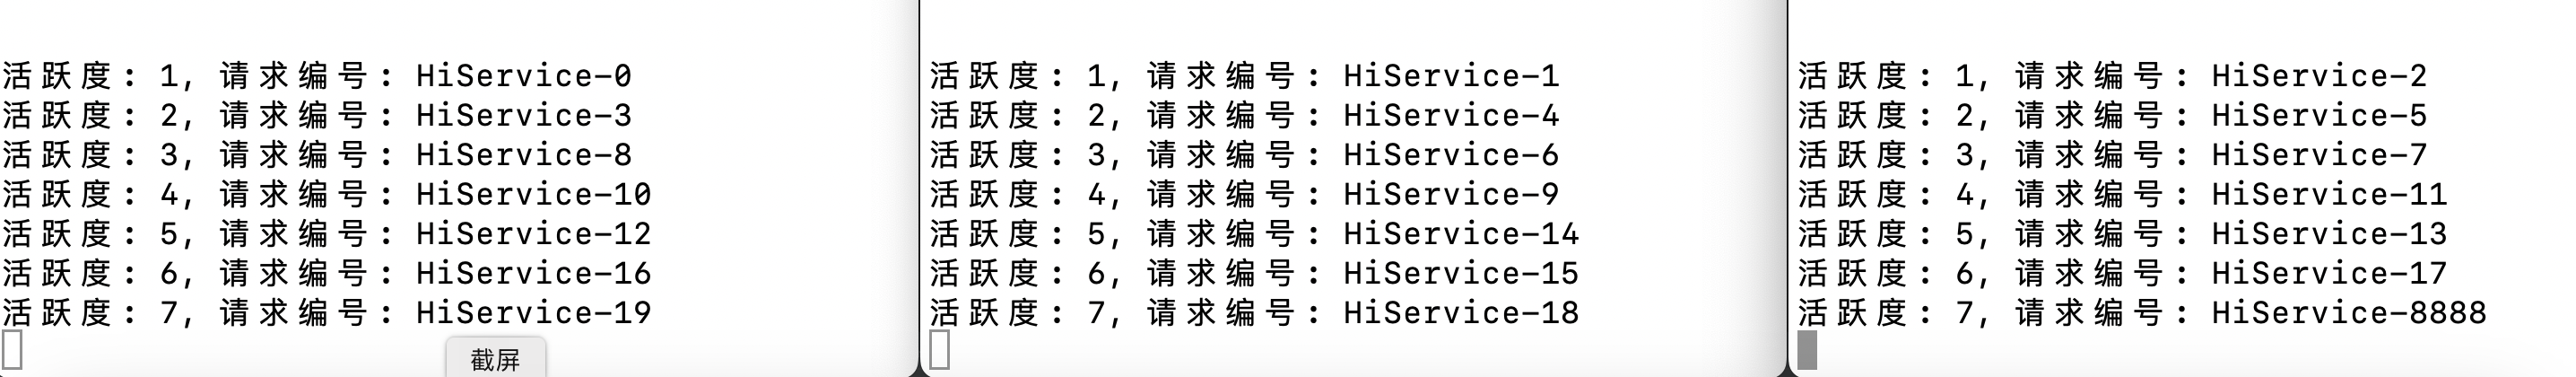 活跃度: 1, 请求编号: HiService-0
活跃度: 2, 请求编号: HiService-3
活跃度: 3, 请求编号: HiService-8
活跃度: 4, 请求编号: HiService-10
活跃度: 5, 请求编号: HiService-12
活跃度: 6, 请求编号: HiService-16
活跃度: 7, 请求编号: HiService-19
截屏
活跃度: 1, 请求编号: HiService-1
活跃度: 2, 请求编号: HiService-4
活跃度: 3, 请求编号: HiService-6
活跃度: 4, 请求编号: HiService-9
活跃度: 5, 请求编号: HiService-14
活跃度: 6, 请求编号: HiService-15
活跃度: 7, 请求编号: HiService-18
活跃度: 1, 请求编号: HiService-2
活跃度: 2, 请求编号: HiService-5
活跃度: 3, 请求编号: HiService-7
活跃度: 4, 请求编号: HiService-11
活跃度: 5, 请求编号: HiService-13
活跃度: 6, 请求编号: HiService-17
活跃度: 7, 请求编号: HiService-8888